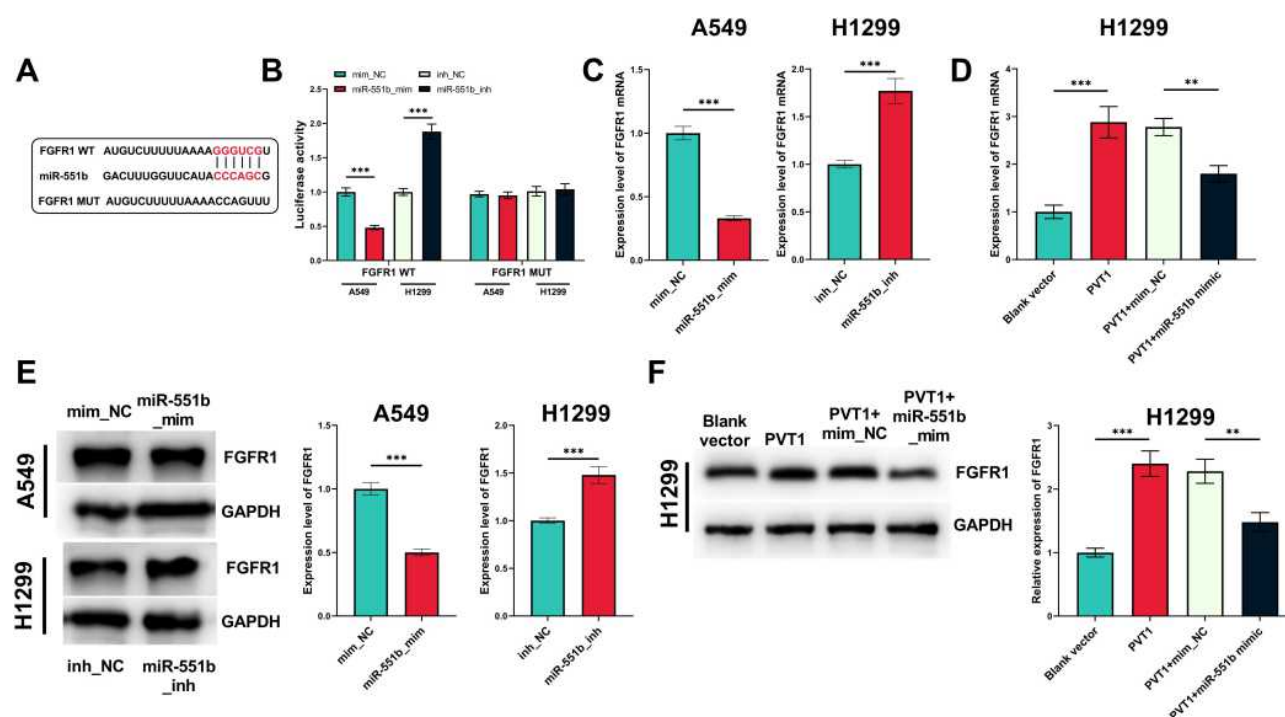 A
FGFR1 WT AUGUCUUUUUAAAAGGGUCGU
miR-551b GACUUUGGUUCAUACCCAGCG
FGFR1 MUT AUGUCUUUUUAAAACCAGUUU
B
mim_NC inh_NC
miR-551b_mim miR-551b_inh
Luciferase activity
2.5
2.0
1.5
1.0
0.5
0.0
*** ***
FGFR1 WT FGFR1 MUT
A549 H1299 A549 H1299
C
A549
Expression level of FGFR1 mRNA
1.5
1.0
0.5
0.0
***
mim_NC
miR-551b_mim
H1299
Expression level of FGFR1 mRNA
2.0
1.5
1.0
0.5
0.0
***
inh_NC
miR-551b_inh
D
H1299
Expression level of FGFR1 mRNA
4
3
2
1
0
*** **
Blank vector
PVT1
PVT1+mim_NC
PVT1+miR-551b mimic
E
mim_NC miR-551b
_mim
A549
FGFR1
GAPDH
H1299
FGFR1
GAPDH
inh_NC miR-551b
_inh
A549
Expression level of FGFR1
1.5
1.0
0.5
0.0
***
mim_NC
miR-551b_mim
H1299
Expression level of FGFR1
2.0
1.5
1.0
0.5
0.0
***
inh_NC
miR-551b_inh
F
Blank
vector
PVT1
PVT1+
mim_NC
PVT1+
miR-551b
_mim
H1299
FGFR1
GAPDH
H1299
Relative expression of FGFR1
3
2
1
0
*** **
Blank vector
PVT1
PVT1+mim_NC
PVT1+miR-551b mimic